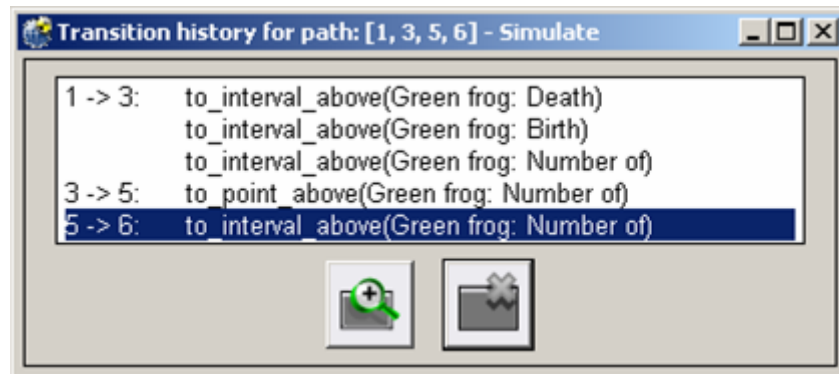 Transition history for path: [1, 3, 5, 6] - Simulate
1 -> 3: to_interval_above(Green frog: Death)
to_interval_above(Green frog: Birth)
to_interval_above(Green frog: Number of)
3 -> 5: to_point_above(Green frog: Number of)
5 -> 6: to_interval_above(Green frog: Number of)